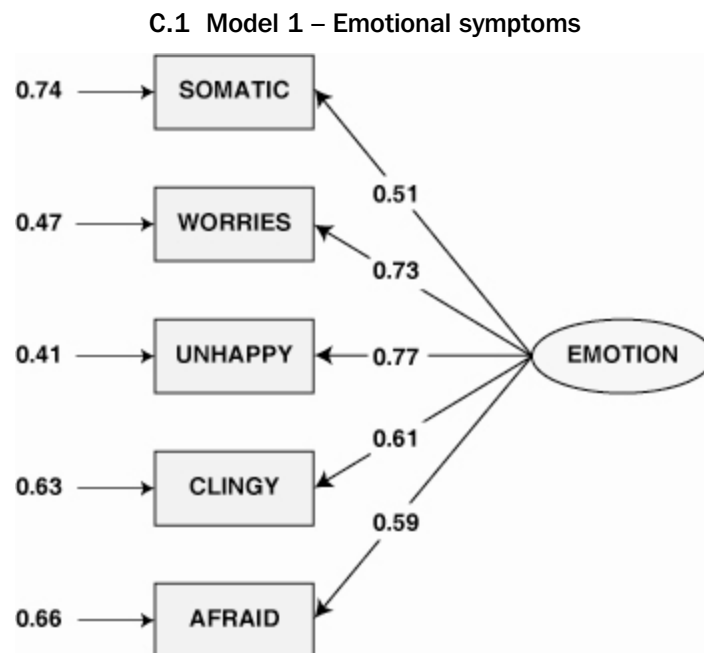 C.1 Model 1 – Emotional symptoms
0.74 SOMATIC
0.51
0.47 WORRIES
0.73
0.41 UNHAPPY 0.77 EMOTION
0.61
0.63 CLINGY
0.59
0.66 AFRAID